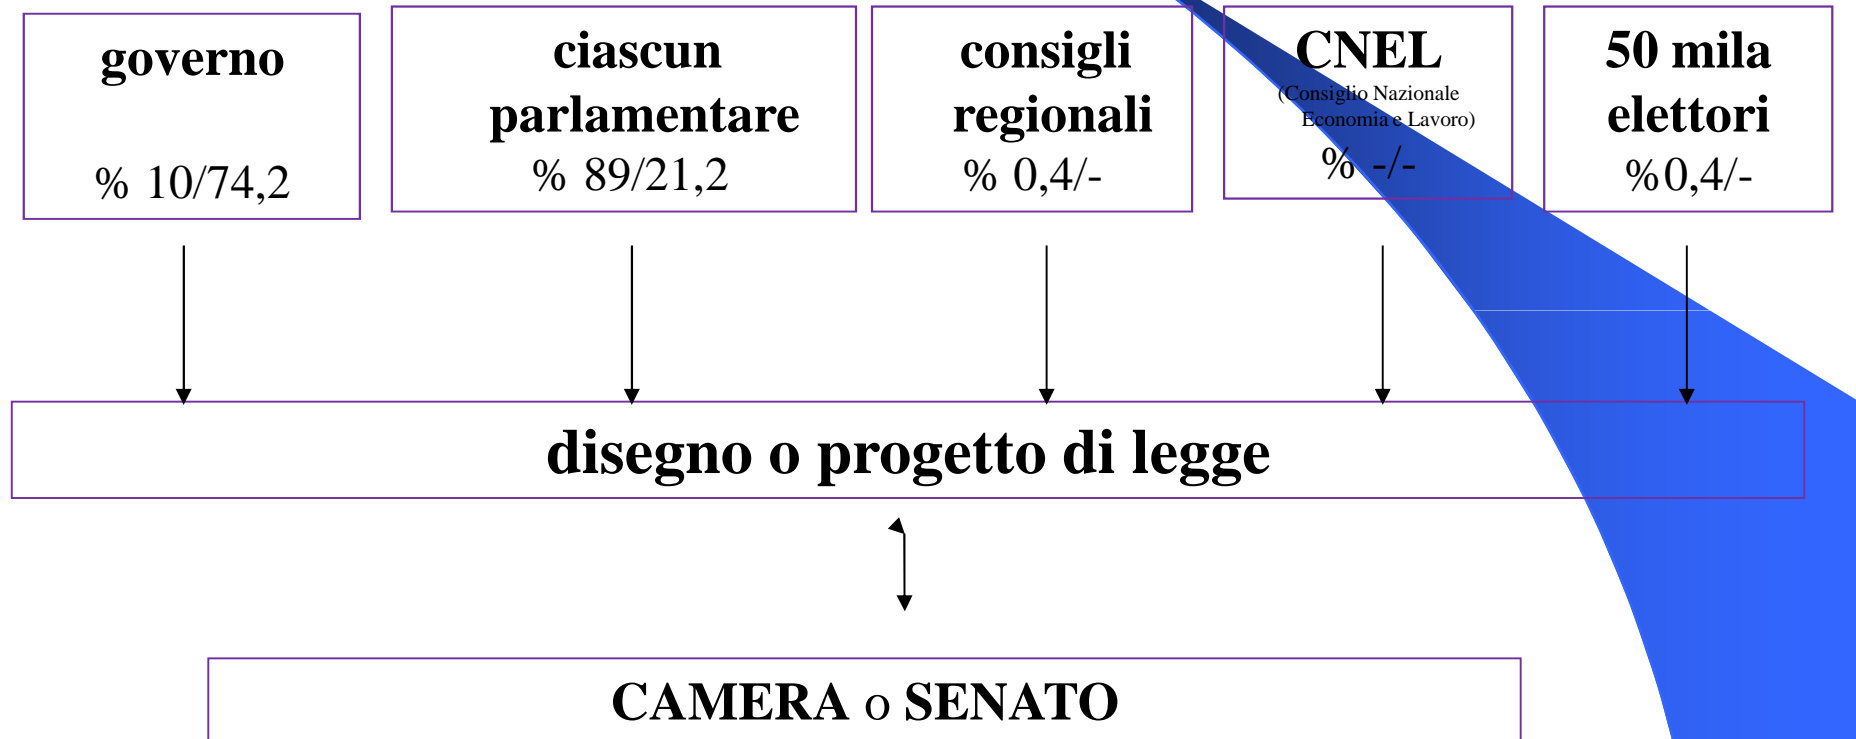 governo
% 10/74,2
ciascun
parlamentare
% 89/21,2
consigli
regionali
% 0,4/-
CNEL
(Consiglio Nazionale
Economia e Lavoro)
% -/-
50 mila
elettori
%0,4/-
disegno o progetto di legge
CAMERA o SENATO